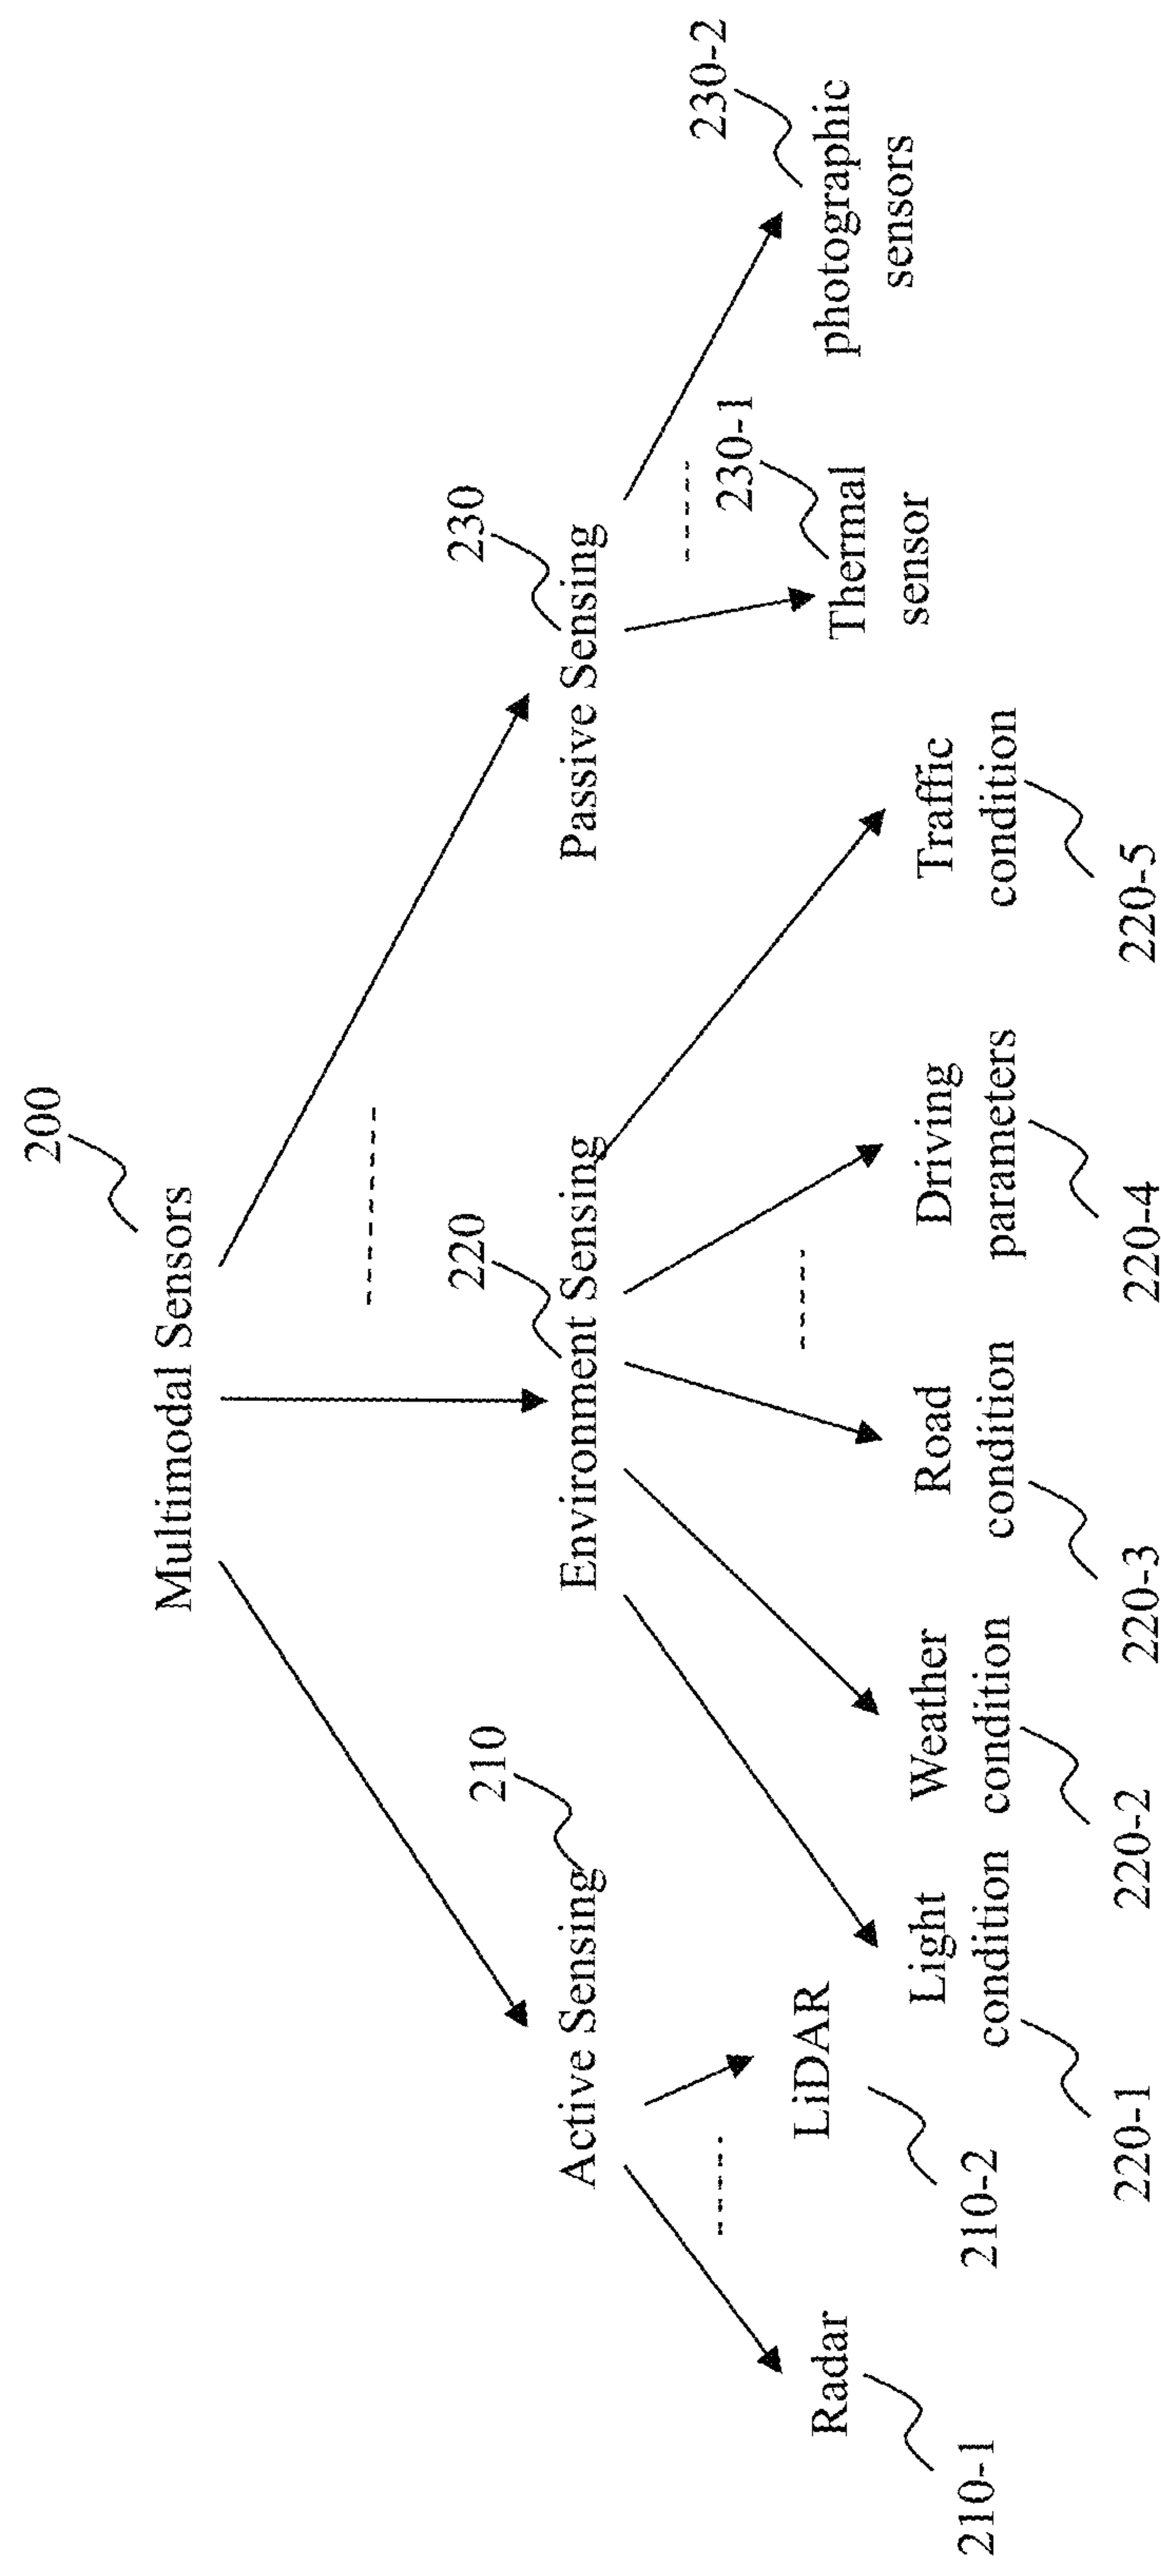 200
Multimodal Sensors
210
220
230
Active Sensing
Environment Sensing
Passive Sensing
230-1
230-2
Radar
LiDAR
Thermal
sensor
photographic
sensors
210-1
210-2
Light
condition
Weather
condition
Road
condition
Driving
parameters
Traffic
condition
220-1
220-2
220-3
220-4
220-5